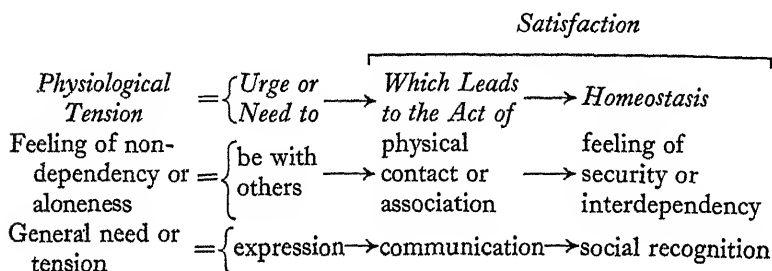 Satisfaction
Physiological Tension = { Urge or Need to → Which Leads to the Act of → Homeostasis
Feeling of non-dependency or aloneness = { be with others → physical contact or association → feeling of security or interdependency
General need or tension = { expression → communication → social recognition